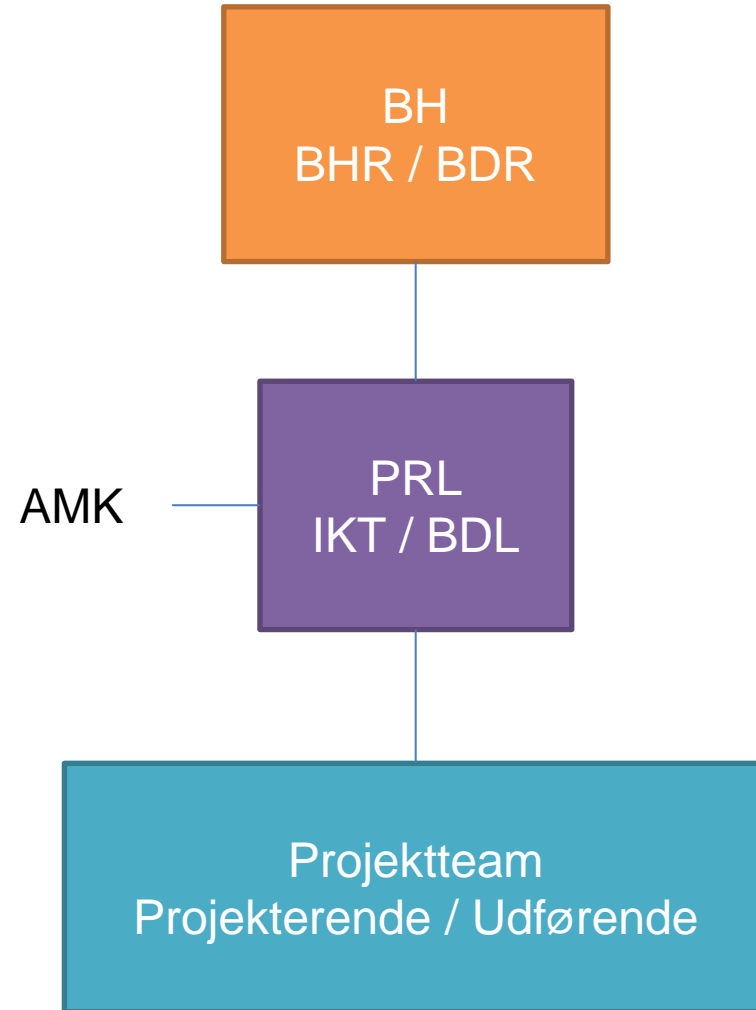 BH
BHR / BDR
PRL
IKT / BDL
AMK
Projektteam
Projekterende / Udførende